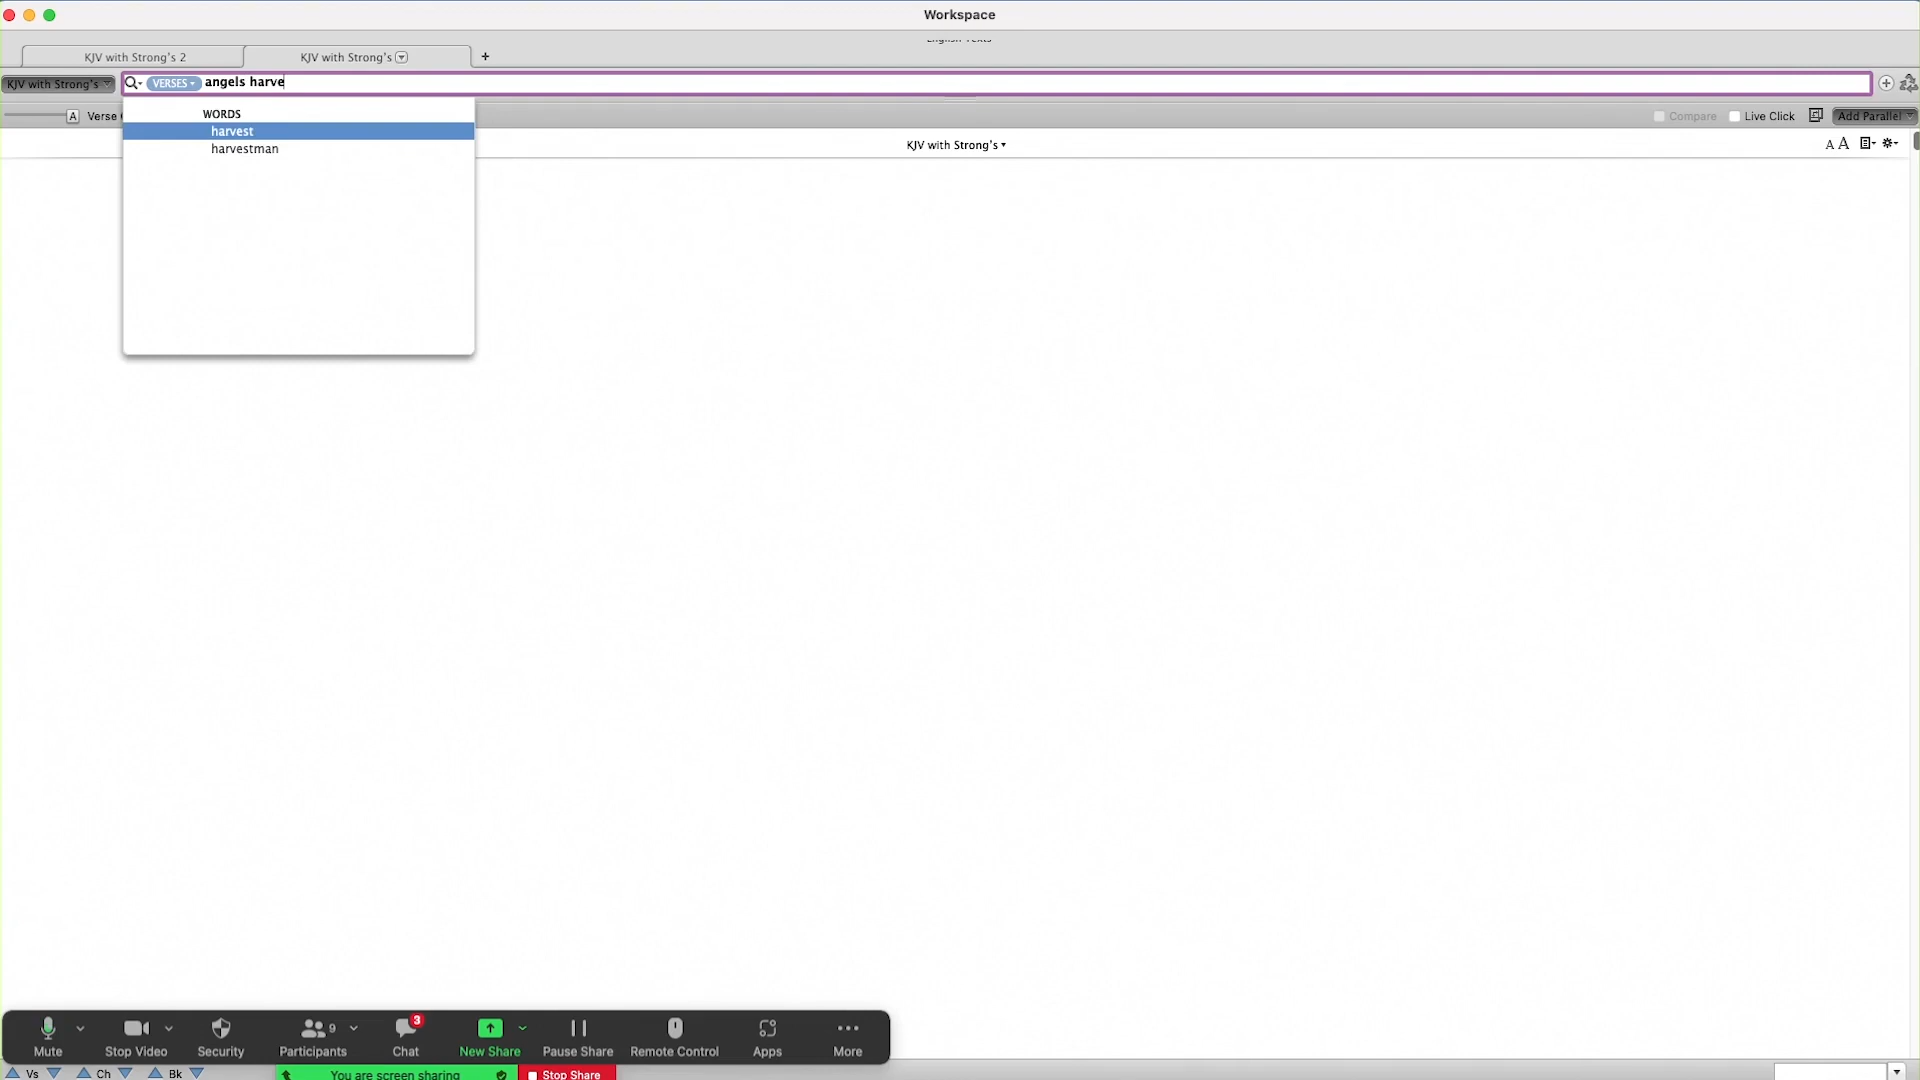 Workspace
English Texts
KJV with Strong's 2
KJV with Strong's
+
KJV with Strong's
VERSES angels harve
A Verse
Compare
Live Click
Add Parallel
WORDS
harvest
harvestman
KJV with Strong's
A A
9
3
Mute
Stop Video
Security
Participants
Chat
New Share
Pause Share
Remote Control
Apps
More
Vs
Ch
Bk
You are screen sharing
Stop Share